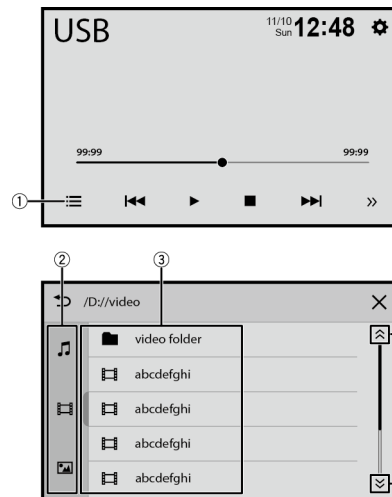 USB
11/10
Sun
12:48
99:99
99:99
①
②
③
/D://video
video folder
abcdefghi
abcdefghi
abcdefghi
abcdefghi